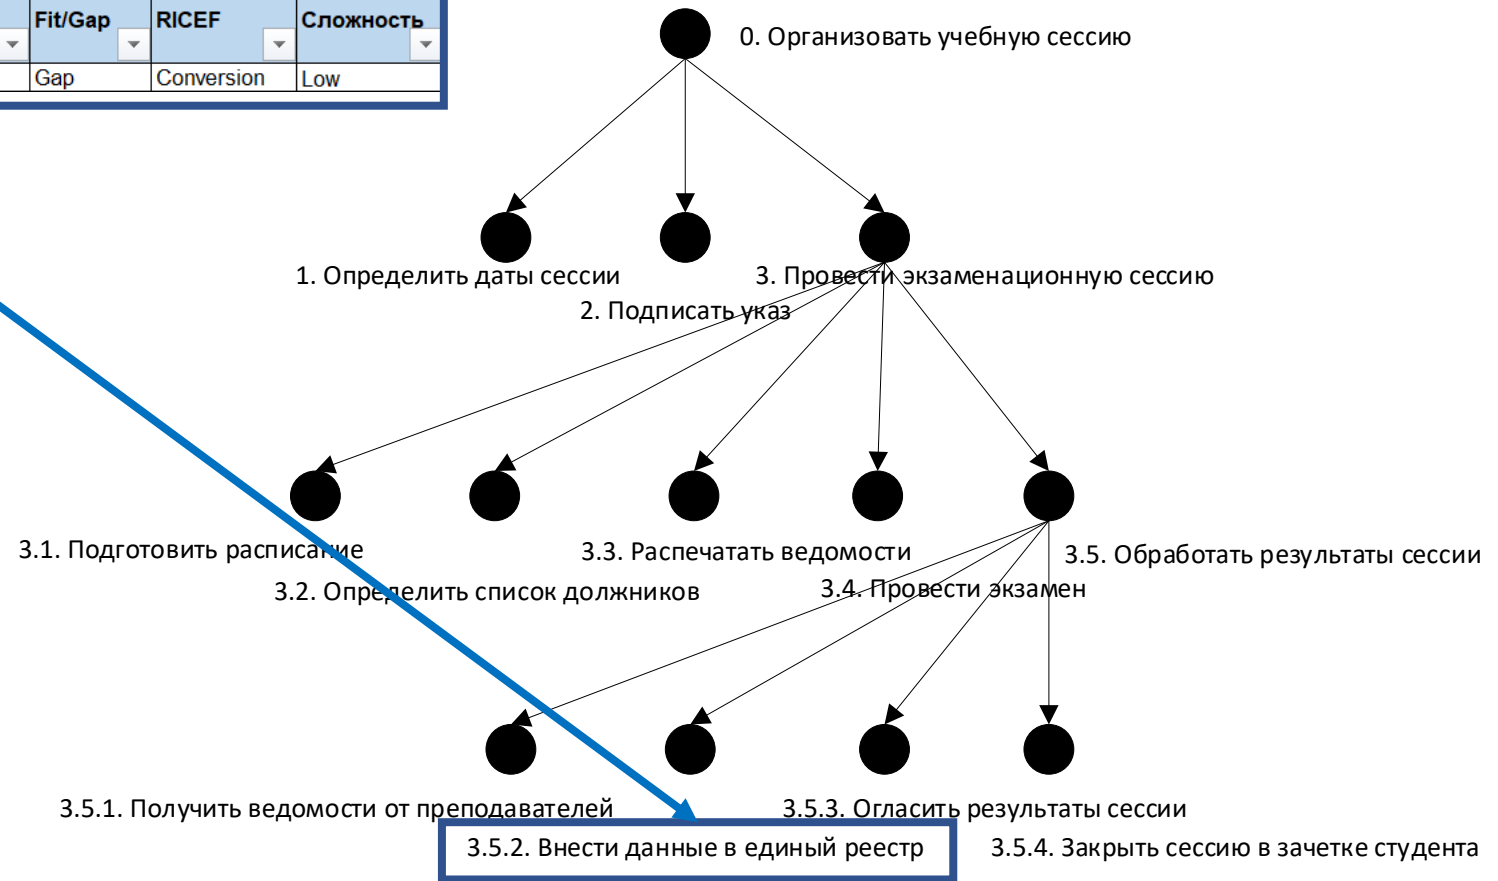 Fit/Gap RICEF Сложность
Gap Conversion Low
0. Организовать учебную сессию
1. Определить даты сессии
3. Провести экзаменационную сессию
2. Подписать указ
3.1. Подготовить расписание
3.3. Распечатать ведомости
3.5. Обработать результаты сессии
3.2. Определить список должников
3.4. Провести экзамен
3.5.1. Получить ведомости от преподавателей
3.5.3. Огласить результаты сессии
3.5.2. Внести данные в единый реестр
3.5.4. Закрыть сессию в зачетке студента